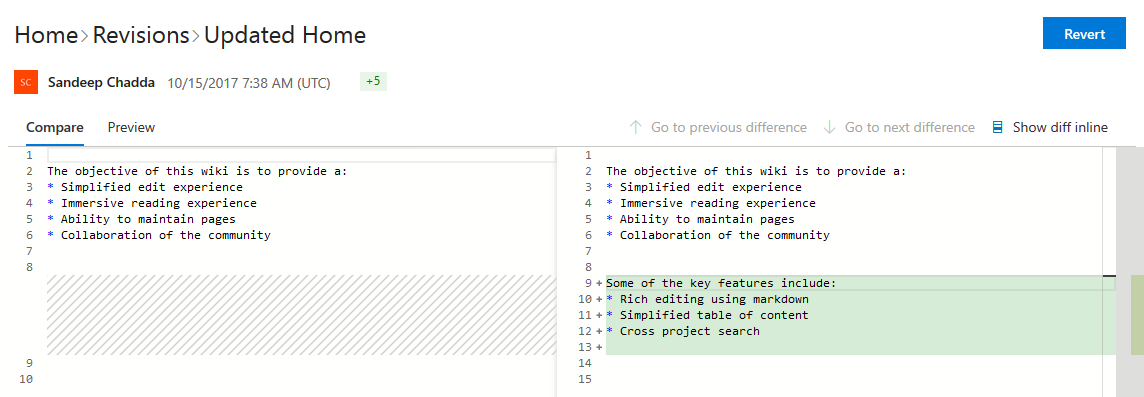 Home > Revisions > Updated Home
Revert
SC Sandeep Chadda 10/15/2017 7:38 AM (UTC) +5
Compare Preview
Go to previous difference Go to next difference Show diff inline
1
2 The objective of this wiki is to provide a:
3 * Simplified edit experience
4 * Immersive reading experience
5 * Ability to maintain pages
6 * Collaboration of the community
7
8
9
10
1
2 The objective of this wiki is to provide a:
3 * Simplified edit experience
4 * Immersive reading experience
5 * Ability to maintain pages
6 * Collaboration of the community
7
8
9 + Some of the key features include:
10 + * Rich editing using markdown
11 + * Simplified table of content
12 + * Cross project search
13 +
14
15